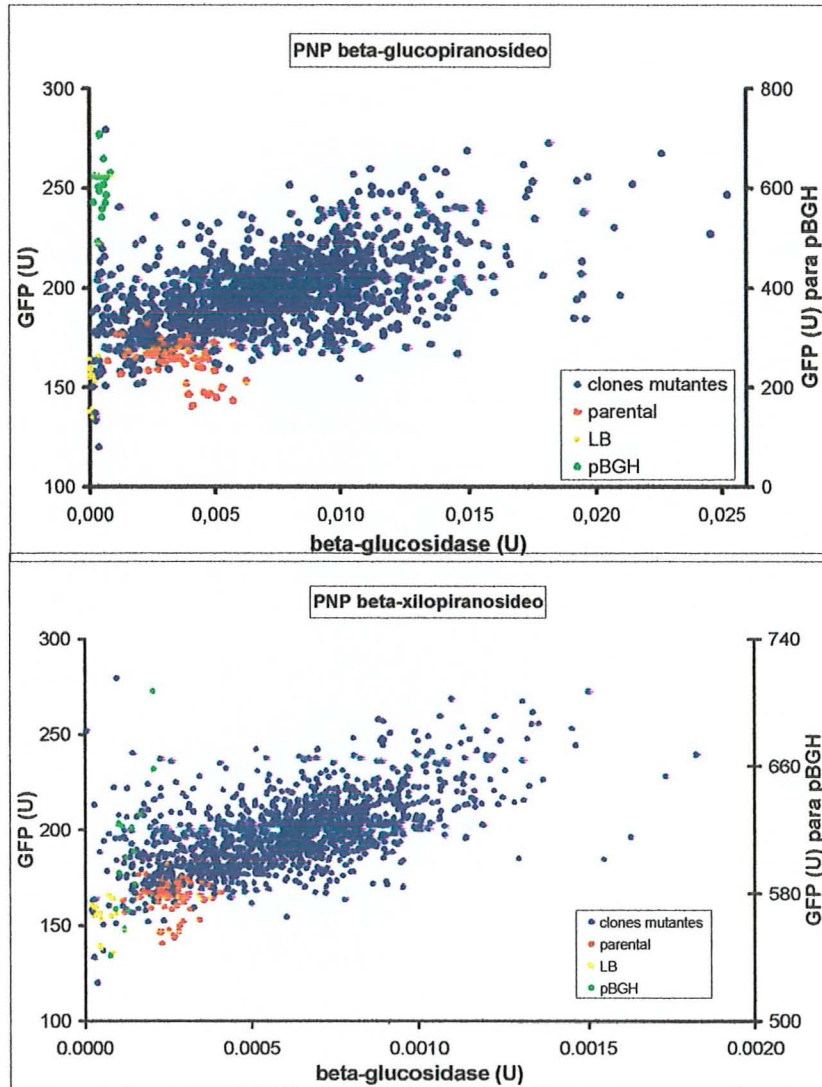 PNP beta-glucopiranosideo
300
250
200
150
100
GFP (U)
800
600
400
200
0
GFP (U) para pBGH
clones mutantes
parental
LB
pBGH
0,000 0,005 0,010 0,015 0,020 0,025
beta-glucosidase (U)
PNP beta-xilopiranosideo
300
250
200
150
100
GFP (U)
740
660
580
500
GFP (U) para pBGH
clones mutantes
parental
LB
pBGH
0.0000 0.0005 0.0010 0.0015 0.0020
beta-glucosidase (U)